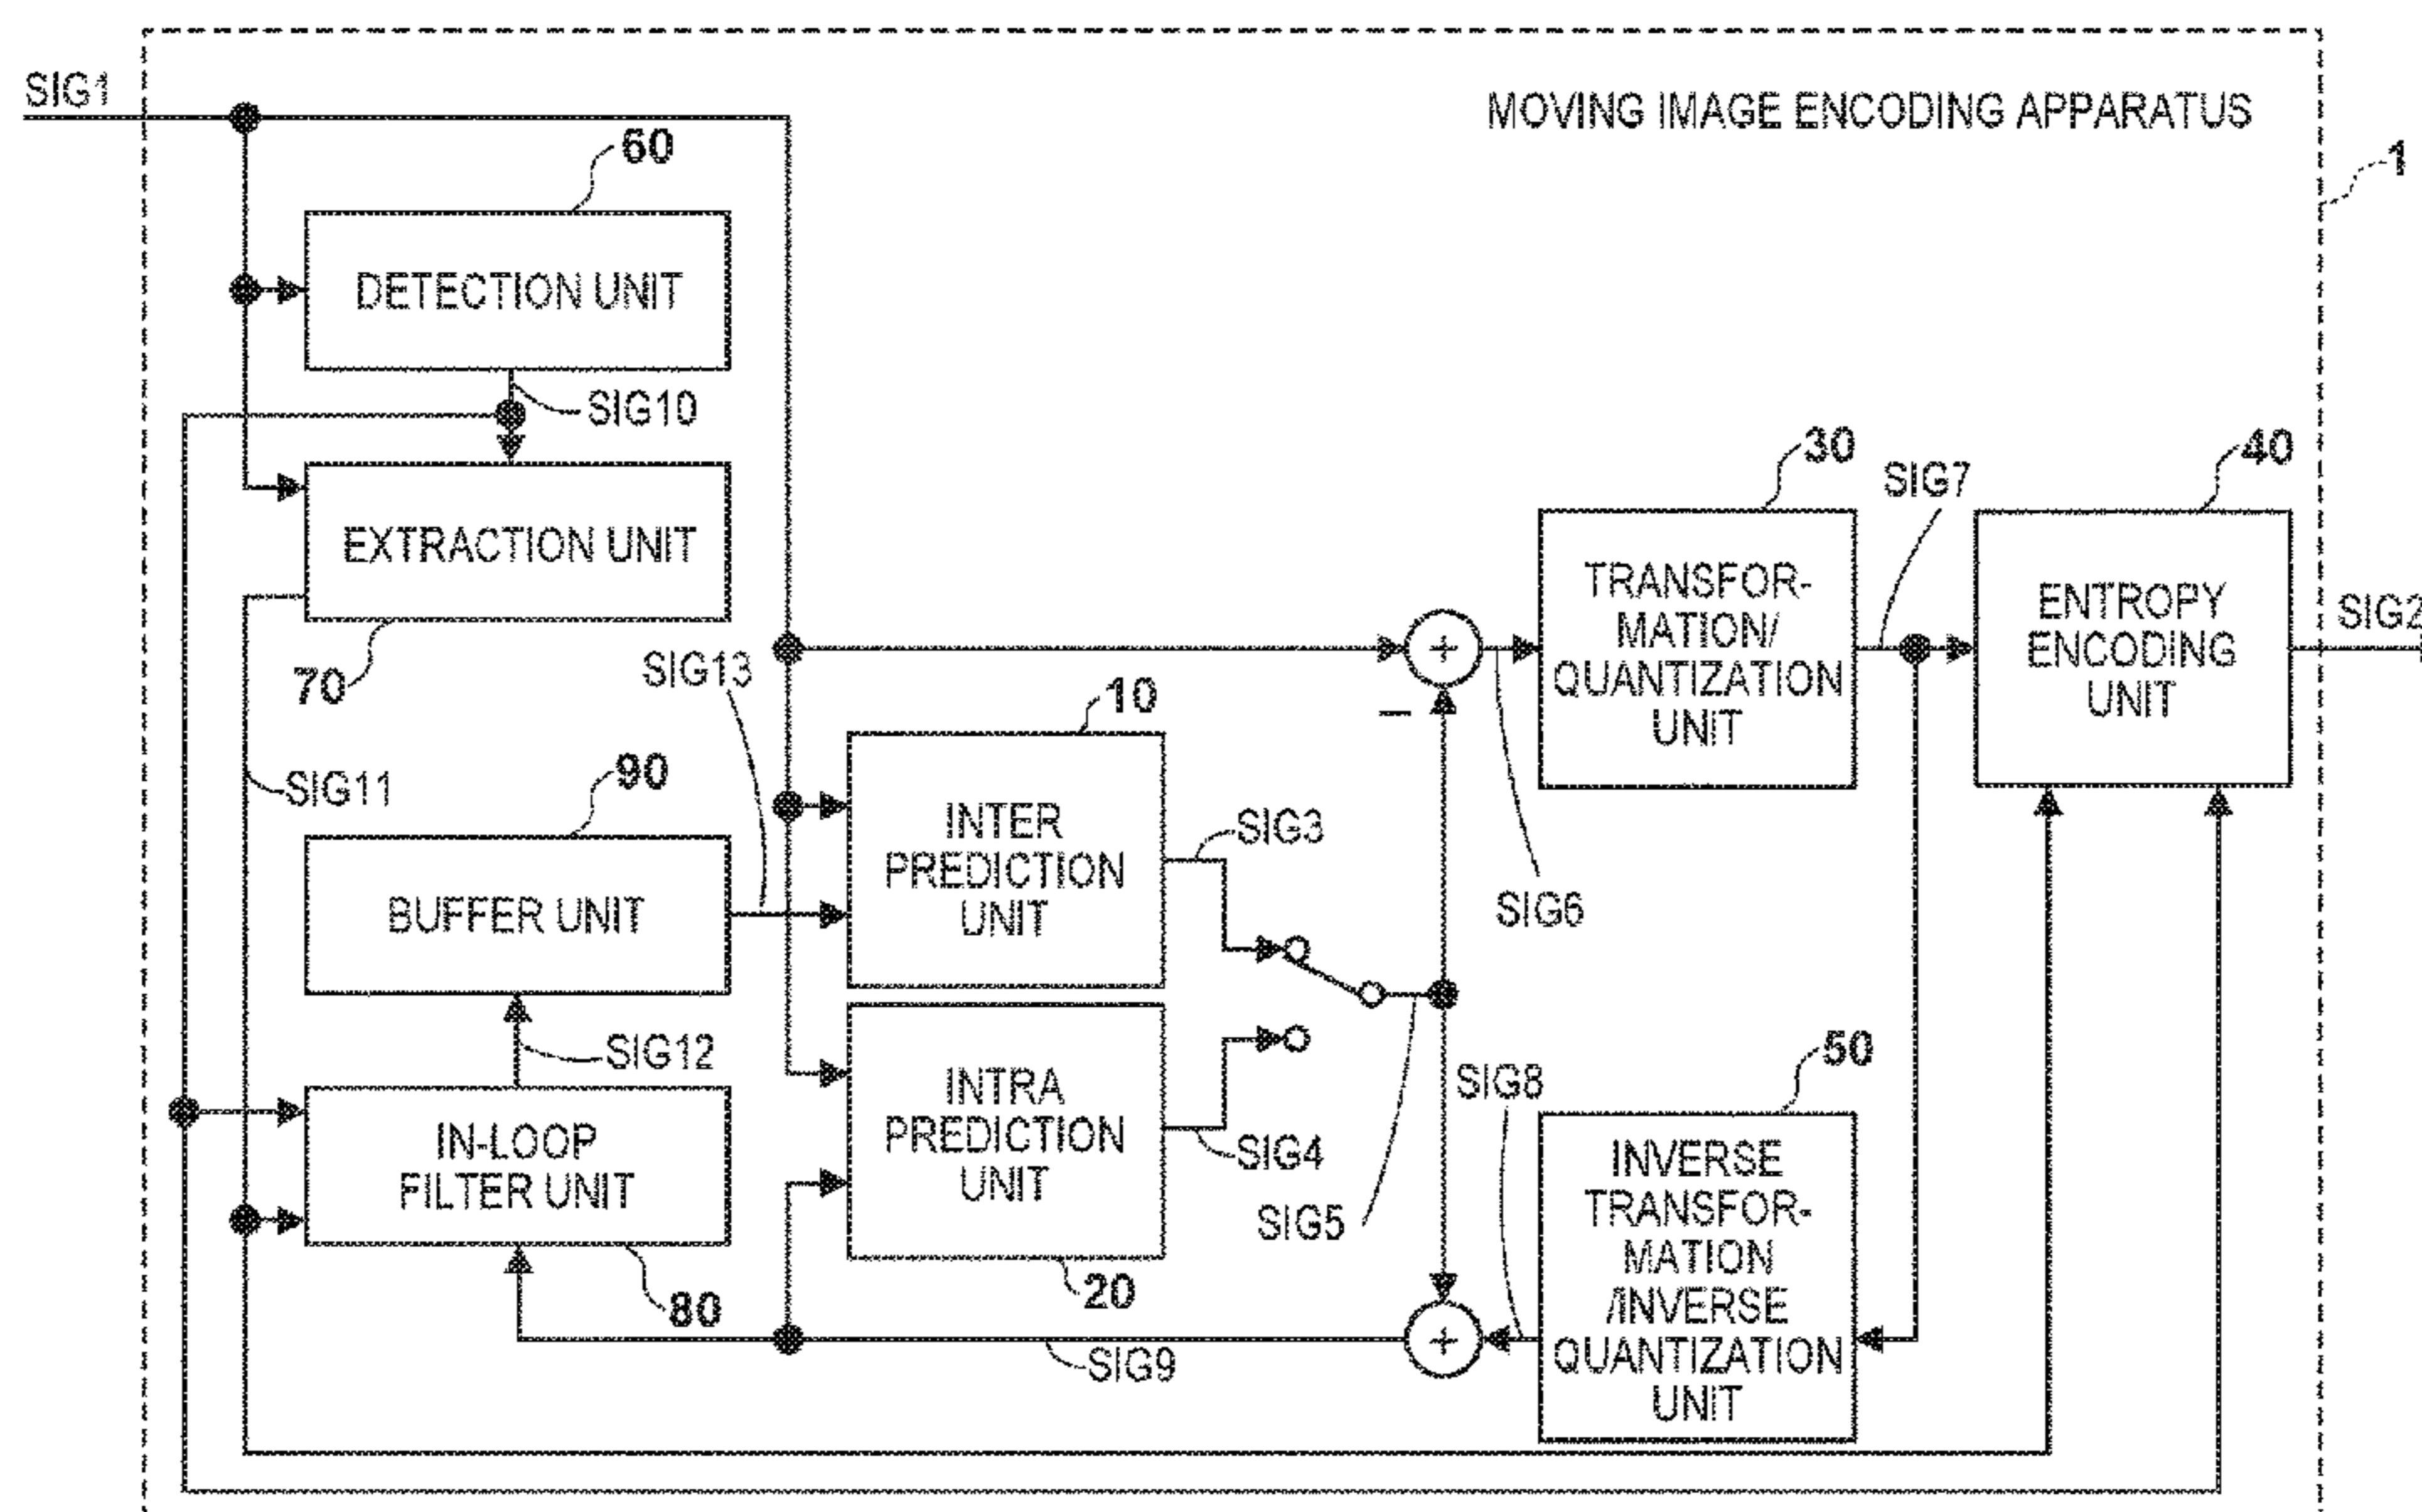 SIG1
MOVING IMAGE ENCODING APPARATUS
1
60
DETECTION UNIT
SIG10
EXTRACTION UNIT
70
30
SIG7
40
TRANSFOR-
MATION/
QUANTIZATION
UNIT
ENTROPY
ENCODING
UNIT
SIG2
+
−
SIG6
SIG13
10
SIG11
90
BUFFER UNIT
INTER
PREDICTION
UNIT
SIG3
SIG12
IN-LOOP
FILTER UNIT
80
INTRA
PREDICTION
UNIT
20
SIG4
SIG5
SIG8
50
INVERSE
TRANSFOR-
MATION
/INVERSE
QUANTIZATION
UNIT
+
SIG9